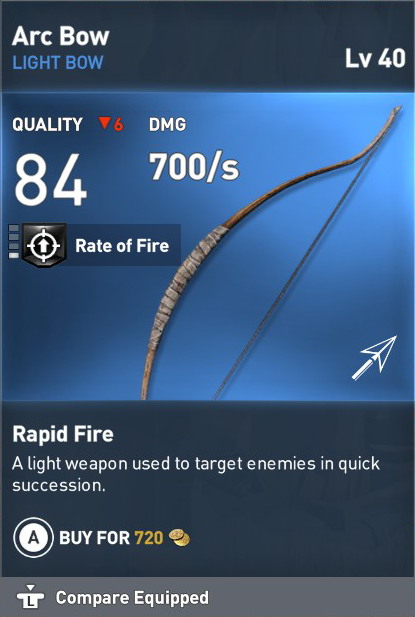 Arc Bow
LIGHT BOW
Lv 40
QUALITY ▼6 DMG
84 700/s
Rate of Fire
Rapid Fire
A light weapon used to target enemies in quick
succession.
A BUY FOR 720
L Compare Equipped